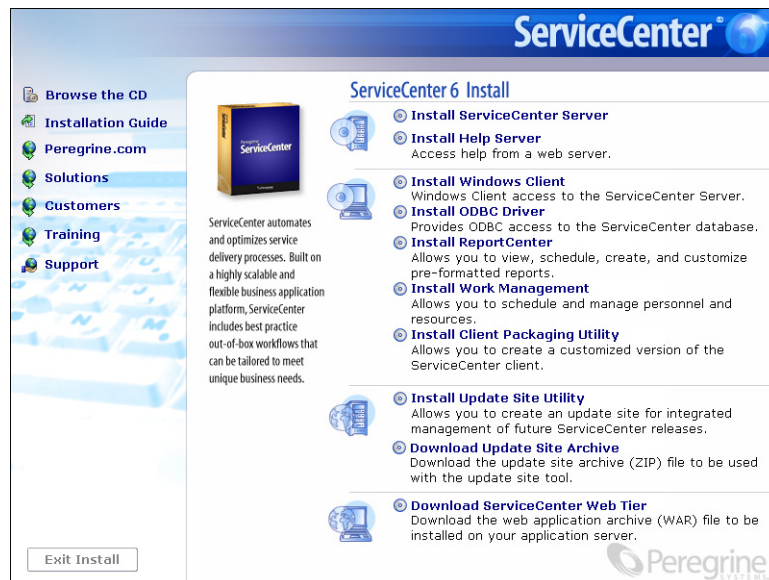 ServiceCenter 6
Browse the CD
Installation Guide
Peregrine.com
Solutions
Customers
Training
Support
Exit Install
Peregrine
ServiceCenter
ServiceCenter automates
and optimizes service
delivery processes. Built on
a highly scalable and
flexible business application
platform, ServiceCenter
includes best practice
out-of-box workflows that
can be tailored to meet
unique business needs.
ServiceCenter 6 Install
Install ServiceCenter Server
Install Help Server
Access help from a web server.
Install Windows Client
Windows Client access to the ServiceCenter Server.
Install ODBC Driver
Provides ODBC access to the ServiceCenter database.
Install ReportCenter
Allows you to view, schedule, create, and customize
pre-formatted reports.
Install Work Management
Allows you to schedule and manage personnel and
resources.
Install Client Packaging Utility
Allows you to create a customized version of the
ServiceCenter client.
Install Update Site Utility
Allows you to create an update site for integrated
management of future ServiceCenter releases.
Download Update Site Archive
Download the update site archive (ZIP) file to be used
with the update site tool.
Download ServiceCenter Web Tier
Download the web application archive (WAR) file to be
installed on your application server.
Peregrine
SYSTEMS